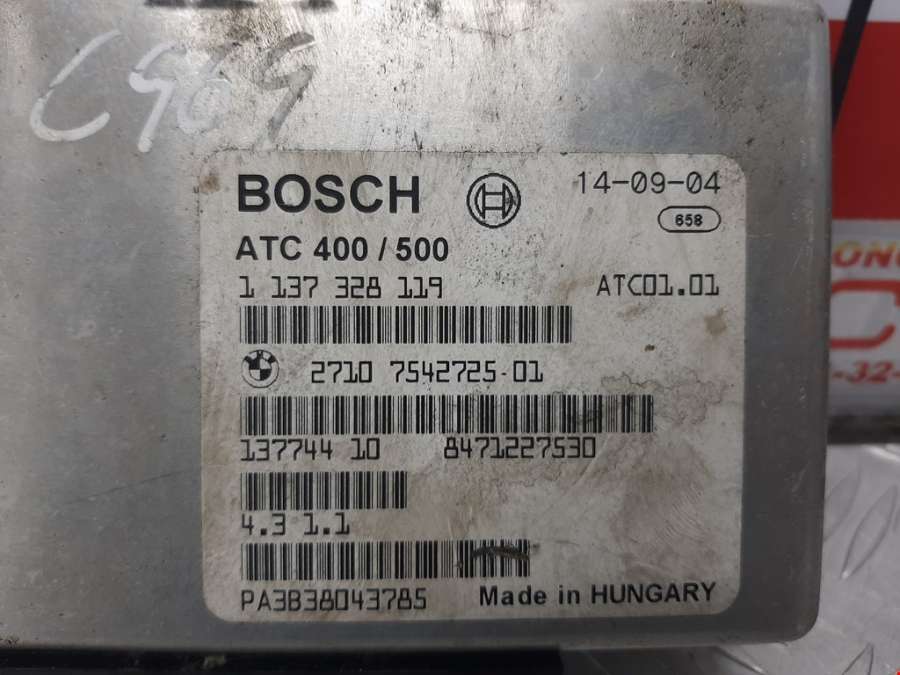 C969
BOSCH
14-09-04
658
ATC 400 / 500
1 137 328 119
ATC01.01
2710 7542725-01
137744 10 8471227530
4.3 1.1
PA3B38043785
Made in HUNGARY
-32-